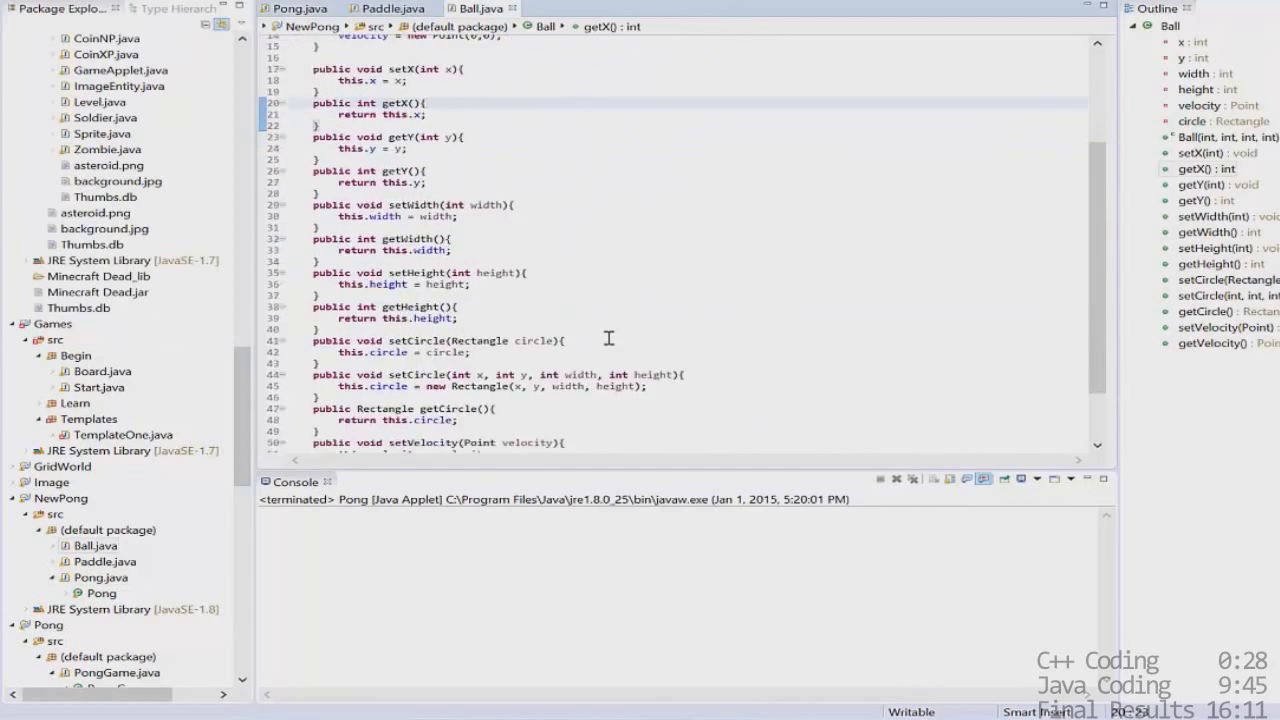 Package Explo... Type Hierarch
CoinNP.java
CoinXP.java
GameApplet.java
ImageEntity.java
Level.java
Soldier.java
Sprite.java
Zombie.java
asteroid.png
background.jpg
Thumbs.db
asteroid.png
background.jpg
Thumbs.db
JRE System Library [JavaSE-1.7]
Minecraft Dead_lib
Minecraft Dead.jar
Thumbs.db
Games
src
Begin
Board.java
Start.java
Learn
Templates
TemplateOne.java
JRE System Library [JavaSE-1.7]
GridWorld
Image
NewPong
src
(default package)
Ball.java
Paddle.java
Pong.java
Pong
JRE System Library [JavaSE-1.8]
Pong
src
(default package)
PongGame.java
Pong.java Paddle.java Ball.java
NewPong src (default package) Ball getX() : int
14 velocity = new Point(0,0);
15 }
16
17 public void setX(int x){
18 this.x = x;
19 }
20 public int getX(){
21 return this.x;
22 }
23 public void getY(int y){
24 this.y = y;
25 }
26 public int getY(){
27 return this.y;
28 }
29 public void setWidth(int width){
30 this.width = width;
31 }
32 public int getWidth(){
33 return this.width;
34 }
35 public void setHeight(int height){
36 this.height = height;
37 }
38 public int getHeight(){
39 return this.height;
40 }
41 public void setCircle(Rectangle circle){
42 this.circle = circle;
43 }
44 public void setCircle(int x, int y, int width, int height){
45 this.circle = new Rectangle(x, y, width, height);
46 }
47 public Rectangle getCircle(){
48 return this.circle;
49 }
50 public void setVelocity(Point velocity){
Console
<terminated> Pong [Java Applet] C:\Program Files\Java\jre1.8.0_25\bin\javaw.exe (Jan 1, 2015, 5:20:01 PM)
Outline
Ball
x : int
y : int
width : int
height : int
velocity : Point
circle : Rectangle
Ball(int, int, int, int)
setX(int) : void
getX() : int
getY(int) : void
getY() : int
setWidth(int) : void
getWidth() : int
setHeight(int) : voi
getHeight() : int
setCircle(Rectangle
setCircle(int, int, in
getCircle() : Rectan
setVelocity(Point) :
getVelocity() : Poin
C++ Coding 0:28
Java Coding 9:45
Final Results 16:11
Writable Smart Insert